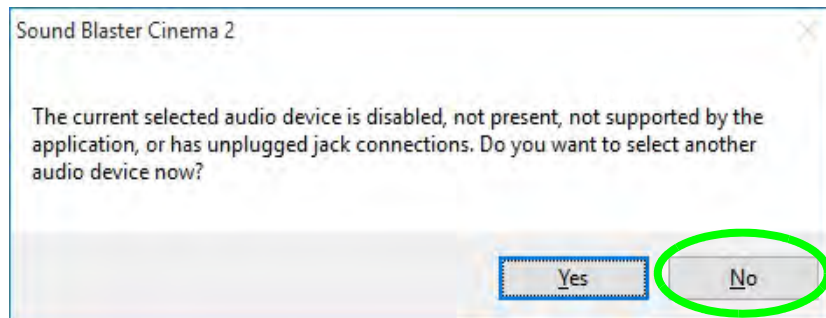 Sound Blaster Cinema 2
The current selected audio device is disabled, not present, not supported by the
application, or has unplugged jack connections. Do you want to select another
audio device now?
Yes
No